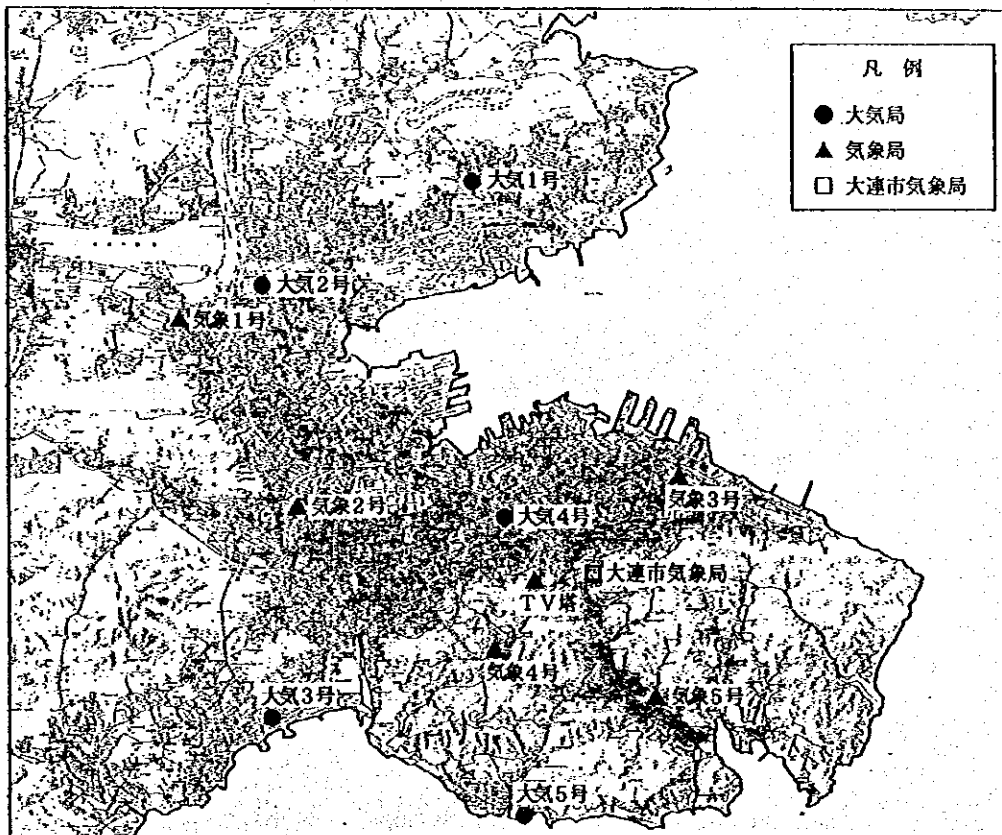 凡 例
大気局
気象局
大連市気象局
大気1号
大気2号
気象1号
気象2号
大気4号
気象3号
大連市気象局
TV塔
気象4号
気象5号
大気3号
大気5号